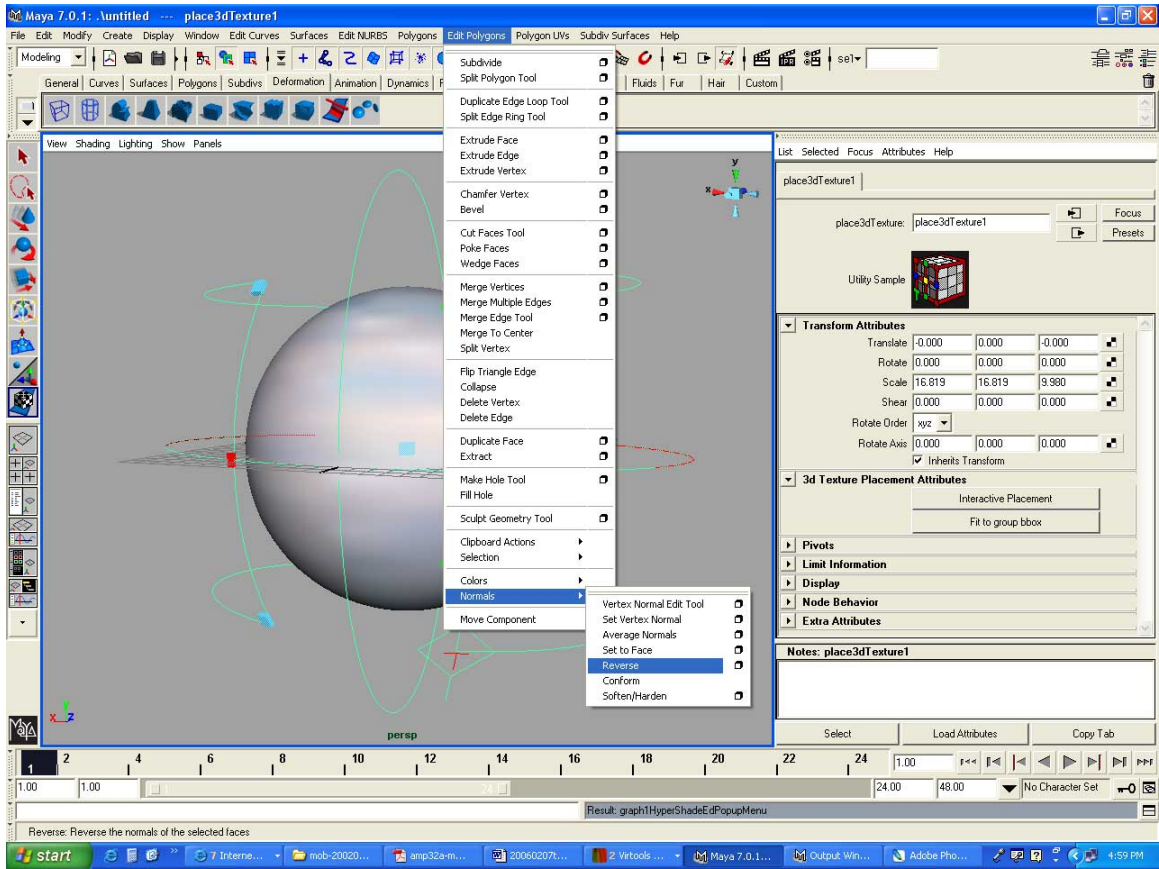 Maya 7.0.1: .\untitled --- place3dTexture1
File Edit Modify Create Display Window Edit Curves Surfaces Edit NURBS Polygons Edit Polygons Polygon UVs Subdiv Surfaces Help
Modeling sel
General Curves Surfaces Polygons Subdivs Deformation Animation Dynamics Fluids Fur Hair Custom
View Shading Lighting Show Panels
Subdivide
Split Polygon Tool
Duplicate Edge Loop Tool
Split Edge Ring Tool
Extrude Face
Extrude Edge
Extrude Vertex
Chamfer Vertex
Bevel
Cut Faces Tool
Poke Faces
Wedge Faces
Merge Vertices
Merge Multiple Edges
Merge Edge Tool
Merge To Center
Split Vertex
Flip Triangle Edge
Collapse
Delete Vertex
Delete Edge
Duplicate Face
Extract
Make Hole Tool
Fill Hole
Sculpt Geometry Tool
Clipboard Actions
Selection
Colors
Normals
Move Component
Vertex Normal Edit Tool
Set Vertex Normal
Average Normals
Set to Face
Reverse
Conform
Soften/Harden
y
x
x z
persp
List Selected Focus Attributes Help
place3dTexture1
place3dTexture: place3dTexture1 Focus
Presets
Utility Sample
Transform Attributes
Translate -0.000 0.000 -0.000
Rotate 0.000 0.000 0.000
Scale 16.819 16.819 9.980
Shear 0.000 0.000 0.000
Rotate Order xyz
Rotate Axis 0.000 0.000 0.000
Inherits Transform
3d Texture Placement Attributes
Interactive Placement
Fit to group bbox
Pivots
Limit Information
Display
Node Behavior
Extra Attributes
Notes: place3dTexture1
Select Load Attributes Copy Tab
1 2 4 6 8 10 12 14 16 18 20 22 24 1.00
1.00 1.00 1 24 24.00 48.00 No Character Set
Result: graph1HyperShadeEdPopupMenu
Reverse: Reverse the normals of the selected faces
start 7 Interne... mob-20020... amp32a-m... 20060207t... 2 Virtools ... Maya 7.0.1... Output Win... Adobe Pho... 4:59 PM